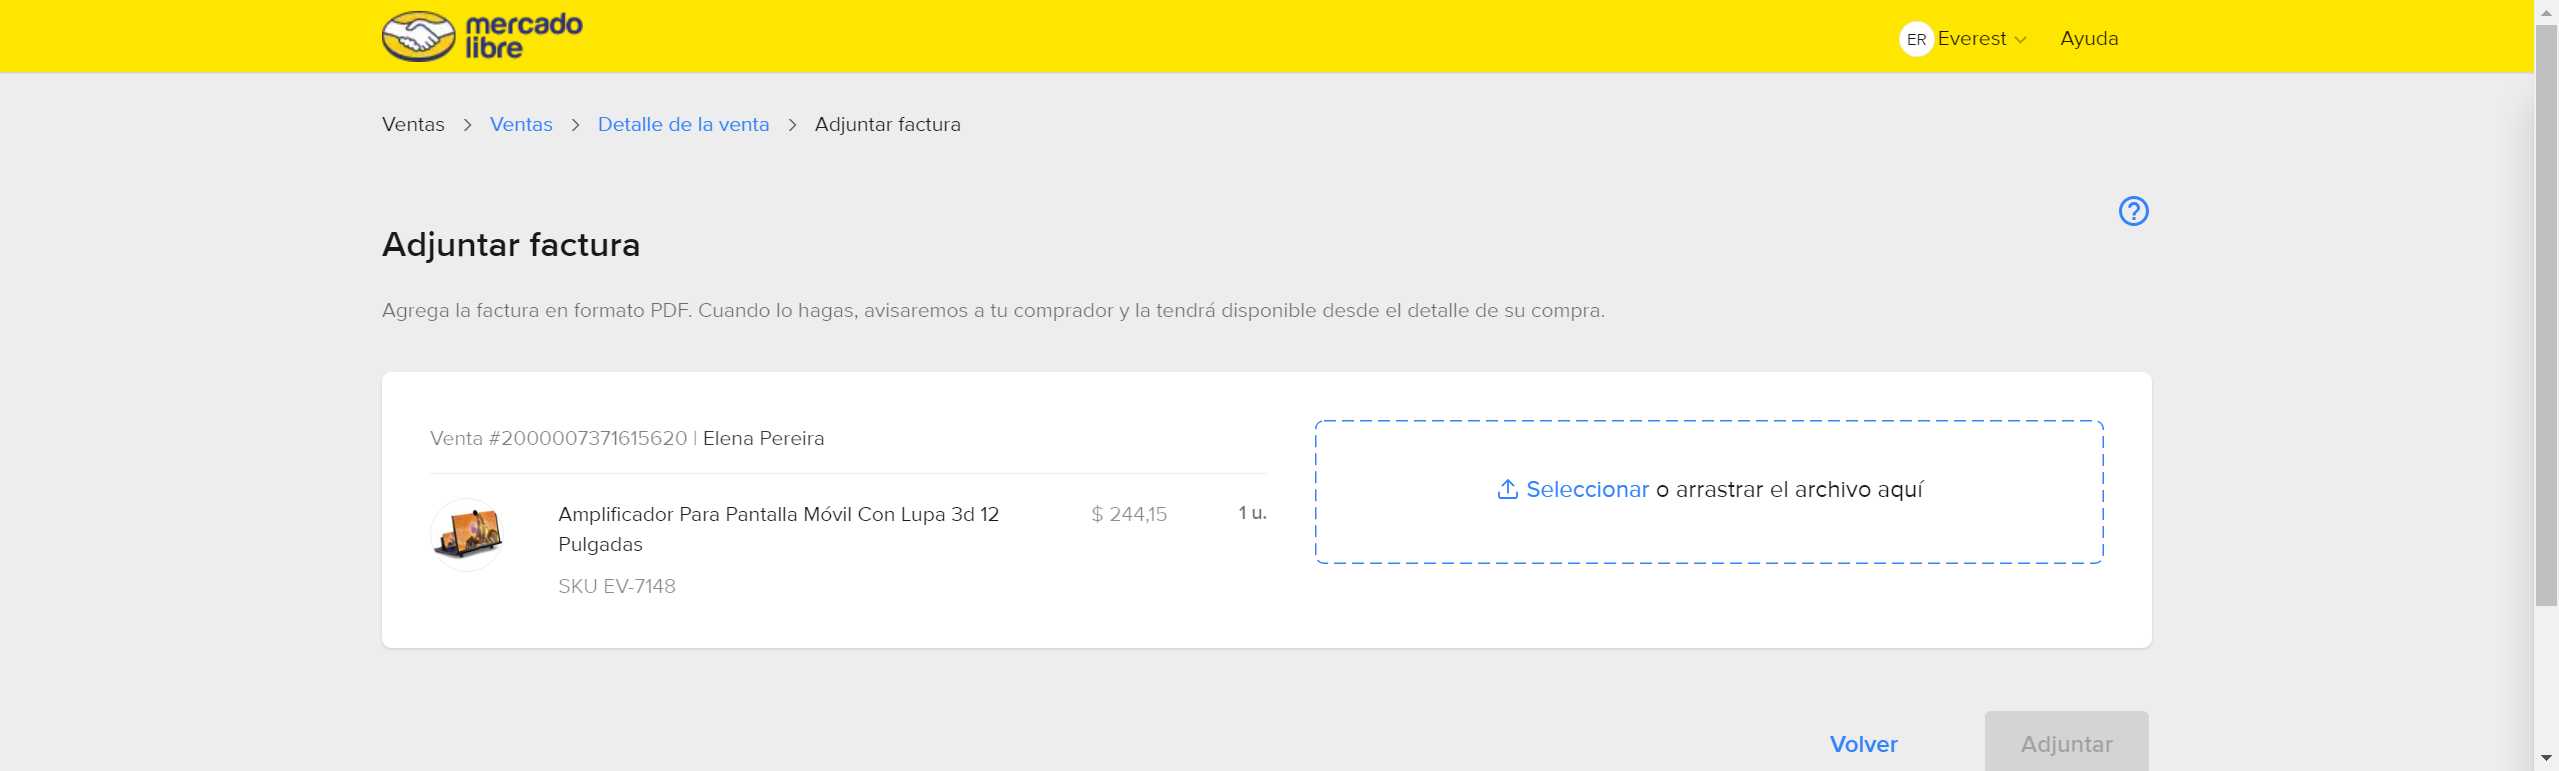 mercado
libre
ER Everest Ayuda
Ventas > Ventas > Detalle de la venta > Adjuntar factura
Adjuntar factura
Agrega la factura en formato PDF. Cuando lo hagas, avisaremos a tu comprador y la tendrá disponible desde el detalle de su compra.
Venta #2000007371615620 | Elena Pereira
Amplificador Para Pantalla Móvil Con Lupa 3d 12
Pulgadas
SKU EV-7148
$ 244,15
1 u.
Seleccionar o arrastrar el archivo aquí
Volver
Adjuntar